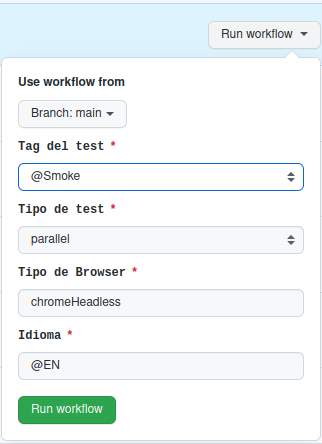 Run workflow
Use workflow from
Branch: main
Tag del test *
@Smoke
Tipo de test *
parallel
Tipo de Browser *
chromeHeadless
Idioma *
@EN
Run workflow